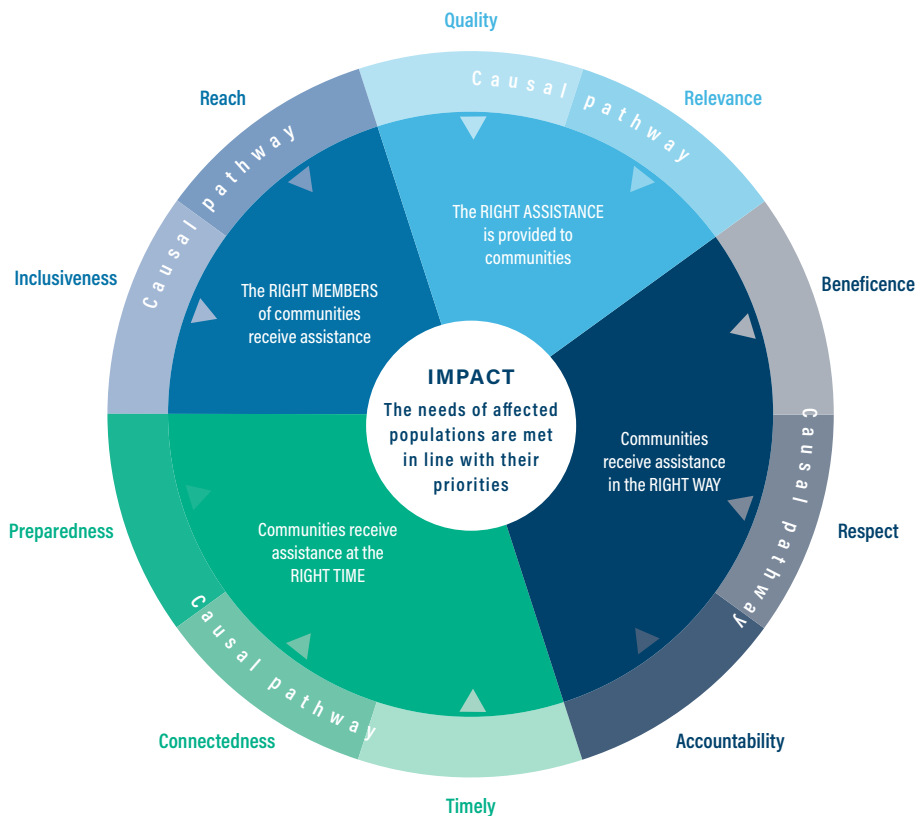 Quality
Causal pathway
Reach
Relevance
Causal pathway
The RIGHT ASSISTANCE
is provided to
communities
Inclusiveness
Beneficence
The RIGHT MEMBERS
of communities
receive assistance
IMPACT
The needs of affected
populations are met
in line with their
priorities
Communities
receive assistance
in the RIGHT WAY
Causal pathway
Preparedness
Respect
Communities receive
assistance at the
RIGHT TIME
Causal pathway
Connectedness
Accountability
Timely